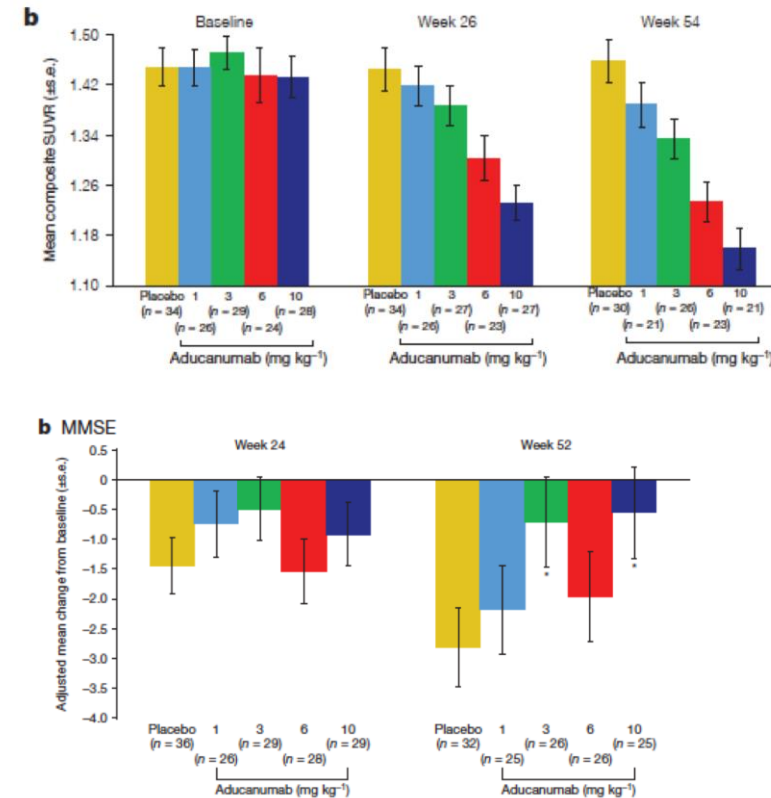 b
Baseline Week 26 Week 54
Mean composite SUVR (±s.e.)
1.50
1.42
1.34
1.26
1.18
1.10
Placebo 1 3 6 10 Placebo 1 3 6 10 Placebo 1 3 6 10
(n = 34) (n = 29) (n = 28) (n = 34) (n = 27) (n = 27) (n = 30) (n = 26) (n = 21)
(n = 26) (n = 24) (n = 26) (n = 23) (n = 21) (n = 23)
Aducanumab (mg kg⁻¹) Aducanumab (mg kg⁻¹) Aducanumab (mg kg⁻¹)
b MMSE
Week 24 Week 52
Adjusted mean change from baseline (±s.e.)
0.5
0
−0.5
−1.0
−1.5
−2.0
−2.5
−3.0
−3.5
−4.0
* *
Placebo 1 3 6 10 Placebo 1 3 6 10
(n = 36) (n = 29) (n = 29) (n = 32) (n = 26) (n = 25)
(n = 26) (n = 28) (n = 25) (n = 26)
Aducanumab (mg kg⁻¹) Aducanumab (mg kg⁻¹)